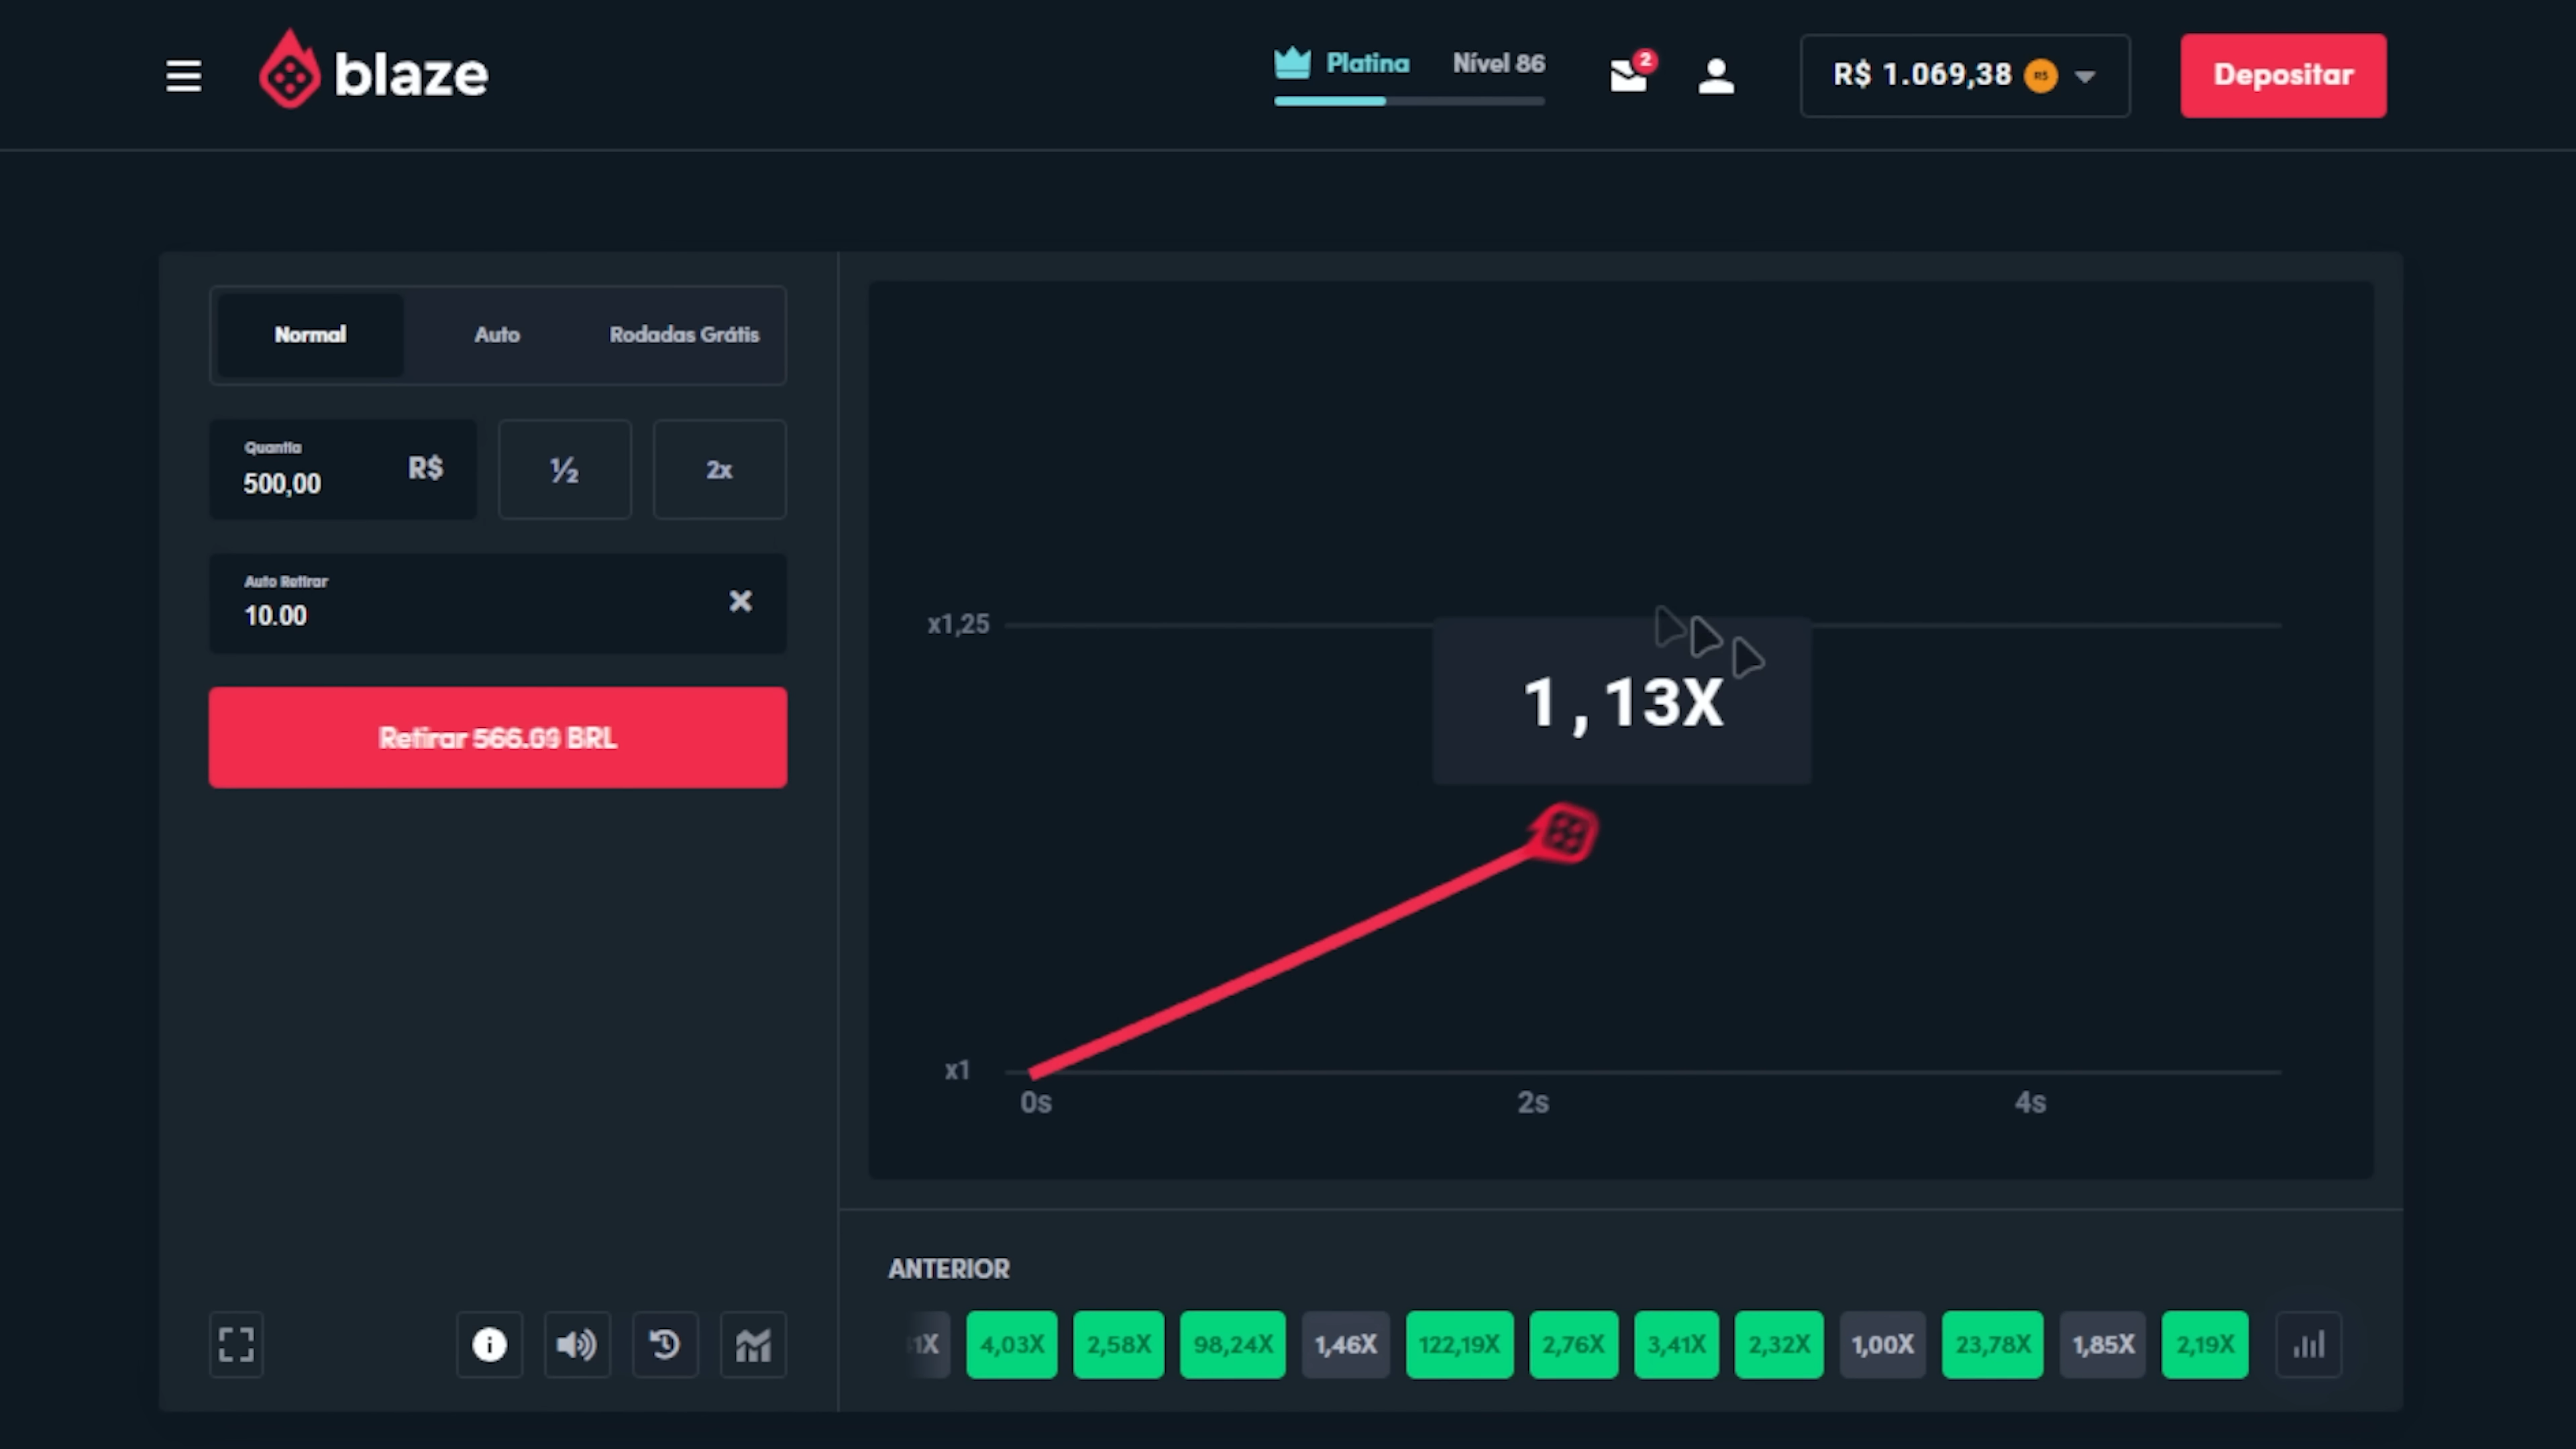 blaze
Platina Nível 86
2
R$ 1.069,38 R$
Depositar
Normal Auto Rodadas Grátis
Quantia
500,00 R$
½ 2x
Auto Retirar
10.00
Retirar 566.69 BRL
x1,25
1,13X
x1
0s 2s 4s
ANTERIOR
1X 4,03X 2,58X 98,24X 1,46X 122,19X 2,76X 3,41X 2,32X 1,00X 23,78X 1,85X 2,19X